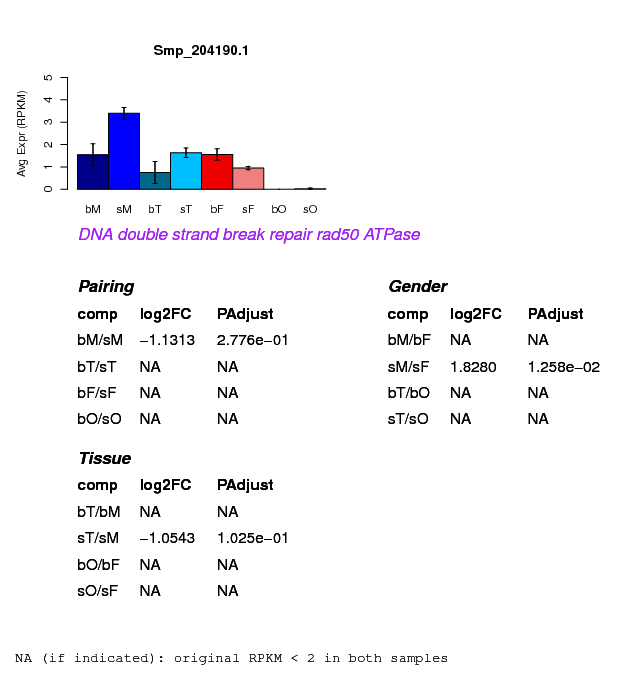 Smp_204190.1
Avg Expr (RPKM)
0 1 2 3 4 5
bM sM bT sT bF sF bO sO
DNA double strand break repair rad50 ATPase
Pairing
comp log2FC PAdjust
bM/sM −1.1313 2.776e−01
bT/sT NA NA
bF/sF NA NA
bO/sO NA NA
Gender
comp log2FC PAdjust
bM/bF NA NA
sM/sF 1.8280 1.258e−02
bT/bO NA NA
sT/sO NA NA
Tissue
comp log2FC PAdjust
bT/bM NA NA
sT/sM −1.0543 1.025e−01
bO/bF NA NA
sO/sF NA NA
NA (if indicated): original RPKM < 2 in both samples